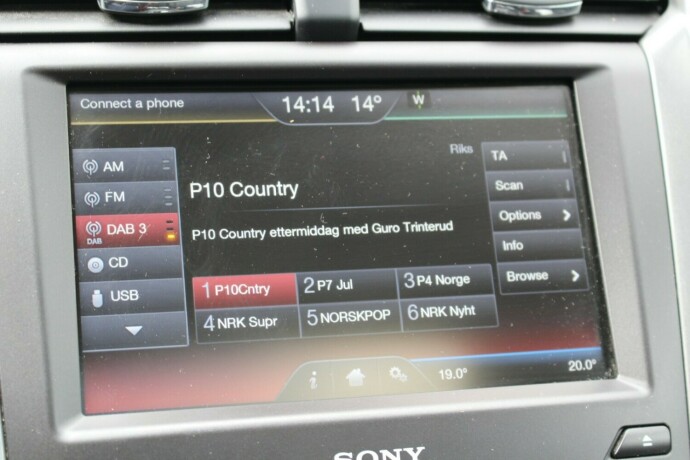 Connect a phone
14:14 14° W
Riks
AM
FM
DAB 3
DAB
CD
USB
P10 Country
P10 Country ettermiddag med Guro Trinterud
1 P10Cntry 2 P7 Jul 3 P4 Norge
4 NRK Supr 5 NORSKPOP 6 NRK Nyht
TA
Scan
Options
Info
Browse
19.0° 20.0°
SONY